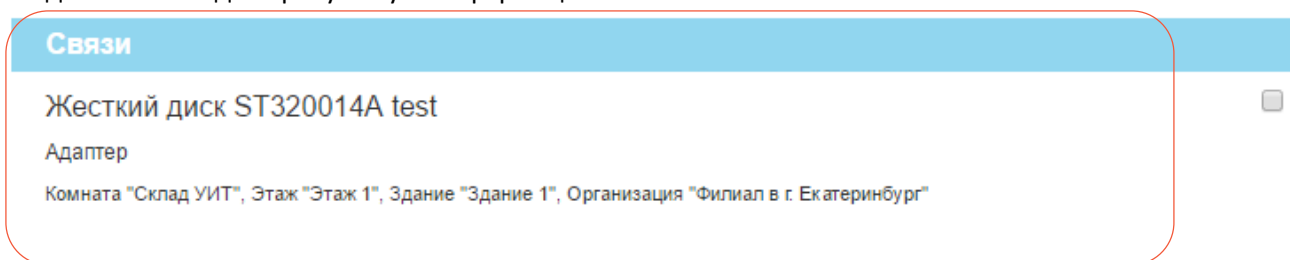 Связи
Жесткий диск ST320014A test
Адаптер
Комната "Склад УИТ", Этаж "Этаж 1", Здание "Здание 1", Организация "Филиал в г. Екатеринбург"